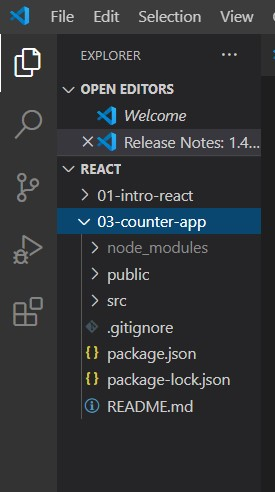 File Edit Selection View
EXPLORER ...
OPEN EDITORS
Welcome
Release Notes: 1.4...
REACT
01-intro-react
03-counter-app
node_modules
public
src
.gitignore
{} package.json
{} package-lock.json
README.md